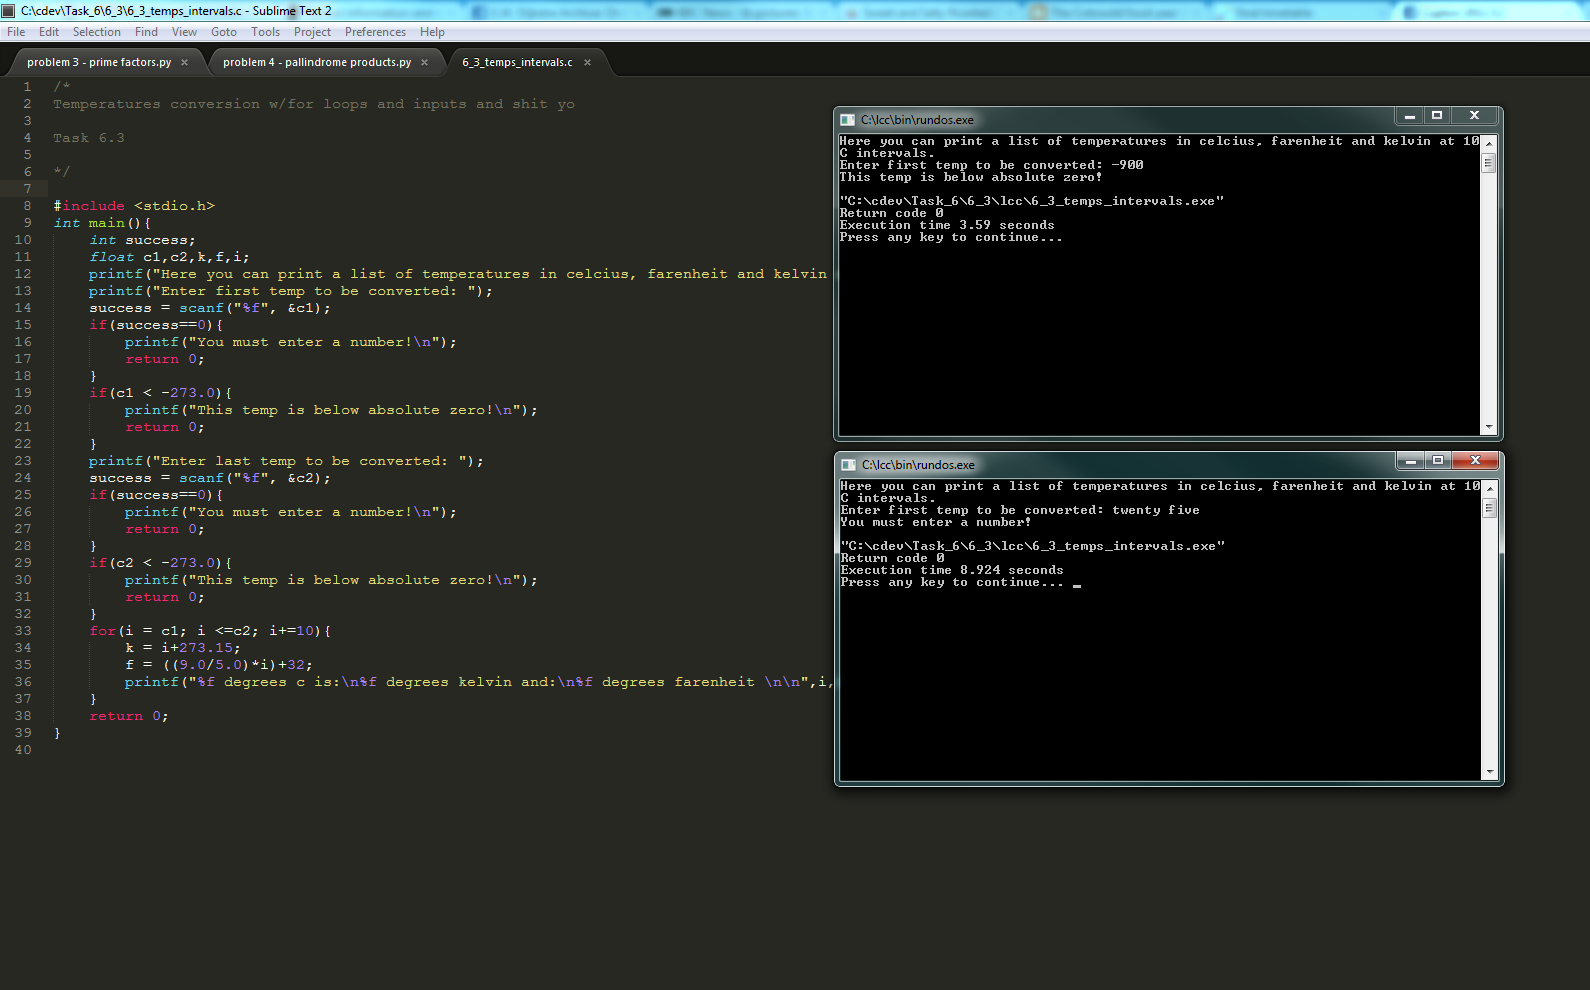 C:\cdev\Task_6\6_3\6_3_temps_intervals.c - Sublime Text 2
File Edit Selection Find View Goto Tools Project Preferences Help
problem 3 - prime factors.py × problem 4 - pallindrome products.py × 6_3_temps_intervals.c ×
1 /*
2 Temperatures conversion w/for loops and inputs and shit yo
3
4 Task 6.3
5
6 */
7
8 #include <stdio.h>
9 int main(){
10 int success;
11 float c1,c2,k,f,i;
12 printf("Here you can print a list of temperatures in celcius, farenheit and kelvin
13 printf("Enter first temp to be converted: ");
14 success = scanf("%f", &c1);
15 if(success==0){
16 printf("You must enter a number!\n");
17 return 0;
18 }
19 if(c1 < -273.0){
20 printf("This temp is below absolute zero!\n");
21 return 0;
22 }
23 printf("Enter last temp to be converted: ");
24 success = scanf("%f", &c2);
25 if(success==0){
26 printf("You must enter a number!\n");
27 return 0;
28 }
29 if(c2 < -273.0){
30 printf("This temp is below absolute zero!\n");
31 return 0;
32 }
33 for(i = c1; i <=c2; i+=10){
34 k = i+273.15;
35 f = ((9.0/5.0)*i)+32;
36 printf("%f degrees c is:\n%f degrees kelvin and:\n%f degrees farenheit \n\n",i,
37 }
38 return 0;
39 }
40
C:\lcc\bin\rundos.exe
Here you can print a list of temperatures in celcius, farenheit and kelvin at 10
C intervals.
Enter first temp to be converted: -900
This temp is below absolute zero!
"C:\cdev\Task_6\6_3\lcc\6_3_temps_intervals.exe"
Return code 0
Execution time 3.59 seconds
Press any key to continue...
C:\lcc\bin\rundos.exe
Here you can print a list of temperatures in celcius, farenheit and kelvin at 10
C intervals.
Enter first temp to be converted: twenty five
You must enter a number!
"C:\cdev\Task_6\6_3\lcc\6_3_temps_intervals.exe"
Return code 0
Execution time 8.924 seconds
Press any key to continue... _